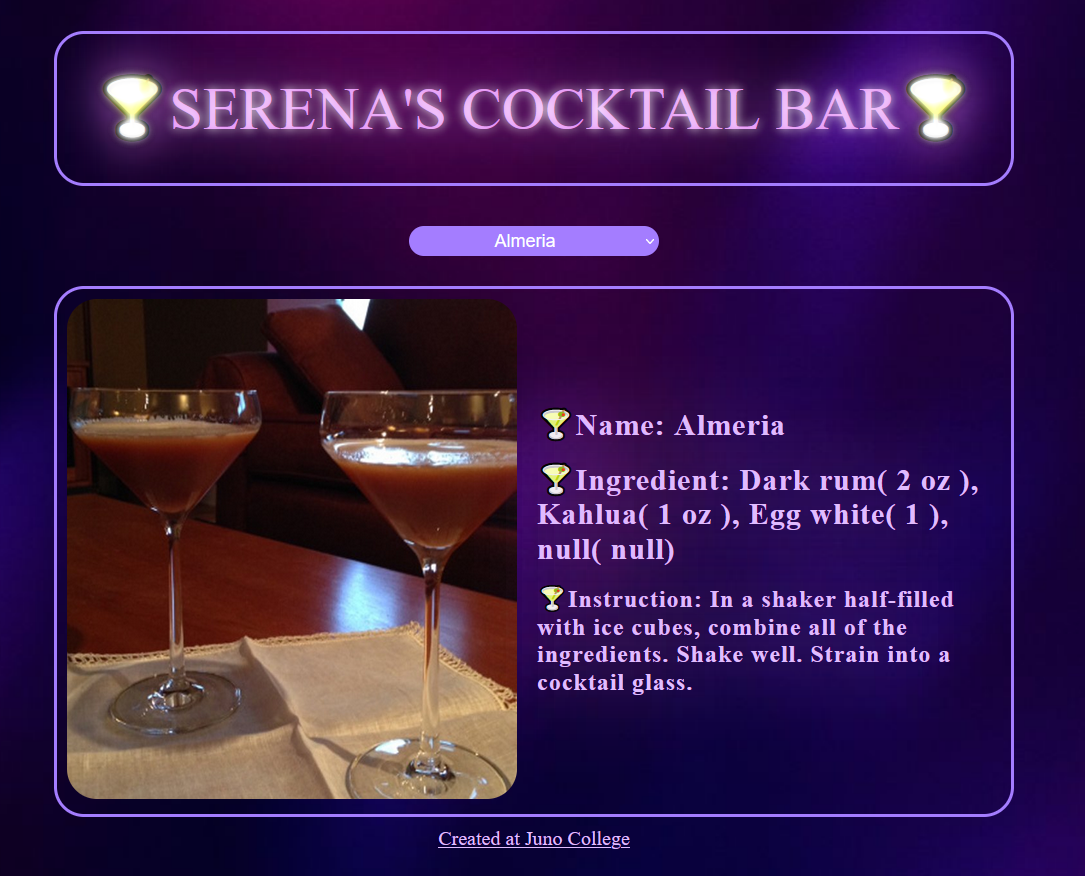 🍸SERENA'S COCKTAIL BAR🍸
Almeria
🍸Name: Almeria
🍸Ingredient: Dark rum( 2 oz ),
Kahlua( 1 oz ), Egg white( 1 ),
null( null)
🍸Instruction: In a shaker half-filled
with ice cubes, combine all of the
ingredients. Shake well. Strain into a
cocktail glass.
Created at Juno College